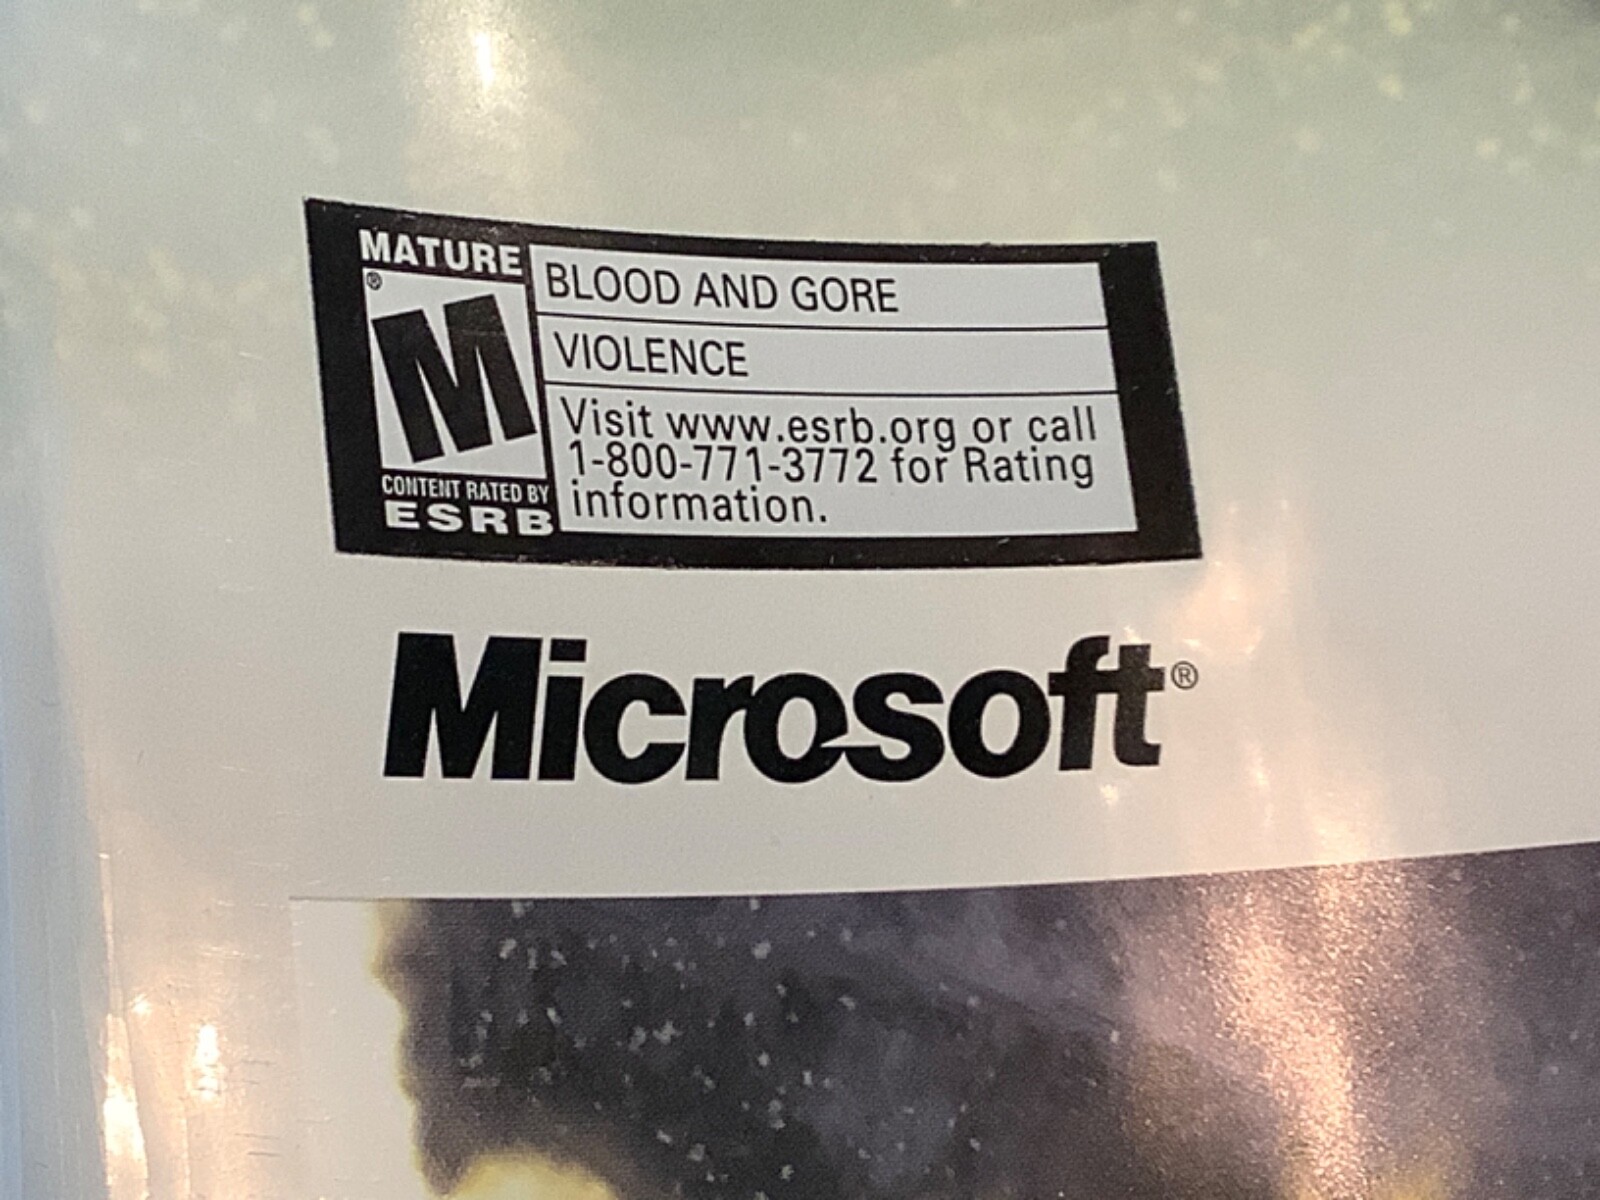 MATURE
®
M
CONTENT RATED BY
ESRB
BLOOD AND GORE
VIOLENCE
Visit www.esrb.org or call
1-800-771-3772 for Rating
information.
Microsoft®